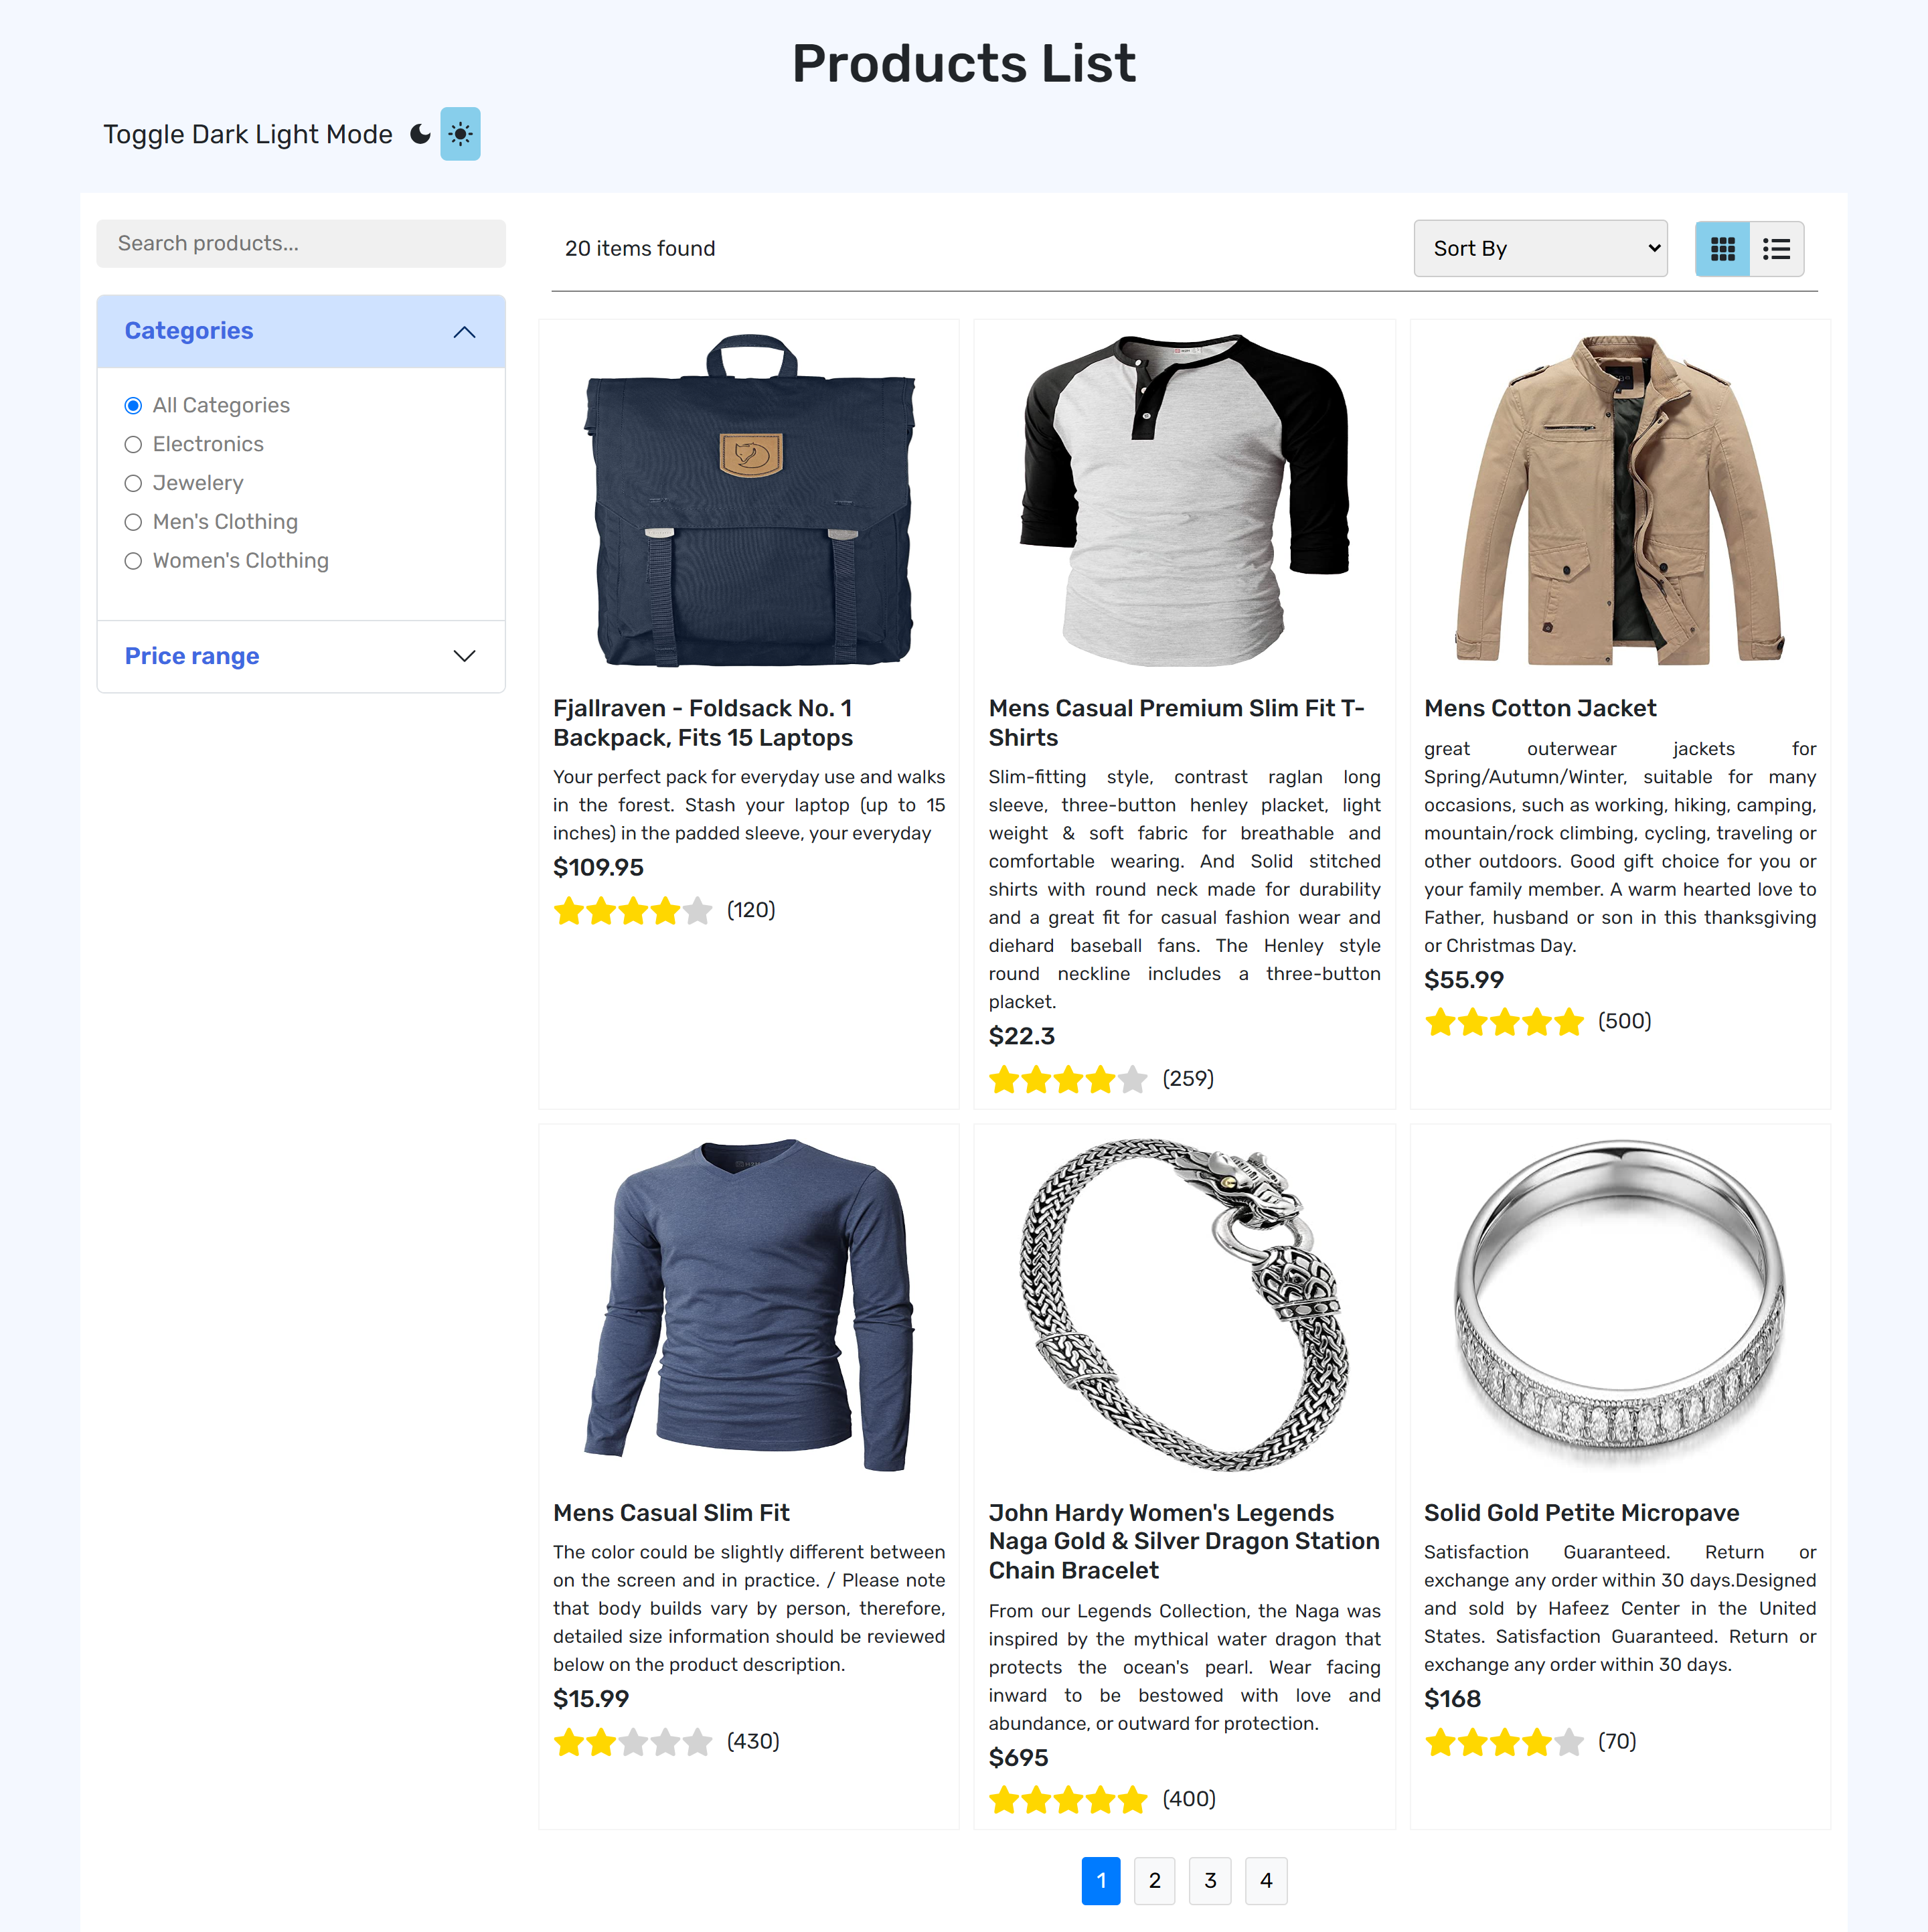 Products List
Toggle Dark Light Mode
Search products...
20 items found
Sort By
Categories
All Categories
Electronics
Jewelery
Men's Clothing
Women's Clothing
Price range
Fjallraven - Foldsack No. 1
Backpack, Fits 15 Laptops
Your perfect pack for everyday use and walks
in the forest. Stash your laptop (up to 15
inches) in the padded sleeve, your everyday
$109.95
(120)
Mens Casual Premium Slim Fit T-
Shirts
Slim-fitting style, contrast raglan long
sleeve, three-button henley placket, light
weight & soft fabric for breathable and
comfortable wearing. And Solid stitched
shirts with round neck made for durability
and a great fit for casual fashion wear and
diehard baseball fans. The Henley style
round neckline includes a three-button
placket.
$22.3
(259)
Mens Cotton Jacket
great outerwear jackets for
Spring/Autumn/Winter, suitable for many
occasions, such as working, hiking, camping,
mountain/rock climbing, cycling, traveling or
other outdoors. Good gift choice for you or
your family member. A warm hearted love to
Father, husband or son in this thanksgiving
or Christmas Day.
$55.99
(500)
Mens Casual Slim Fit
The color could be slightly different between
on the screen and in practice. / Please note
that body builds vary by person, therefore,
detailed size information should be reviewed
below on the product description.
$15.99
(430)
John Hardy Women's Legends
Naga Gold & Silver Dragon Station
Chain Bracelet
From our Legends Collection, the Naga was
inspired by the mythical water dragon that
protects the ocean's pearl. Wear facing
inward to be bestowed with love and
abundance, or outward for protection.
$695
(400)
Solid Gold Petite Micropave
Satisfaction Guaranteed. Return or
exchange any order within 30 days.Designed
and sold by Hafeez Center in the United
States. Satisfaction Guaranteed. Return or
exchange any order within 30 days.
$168
(70)
1 2 3 4